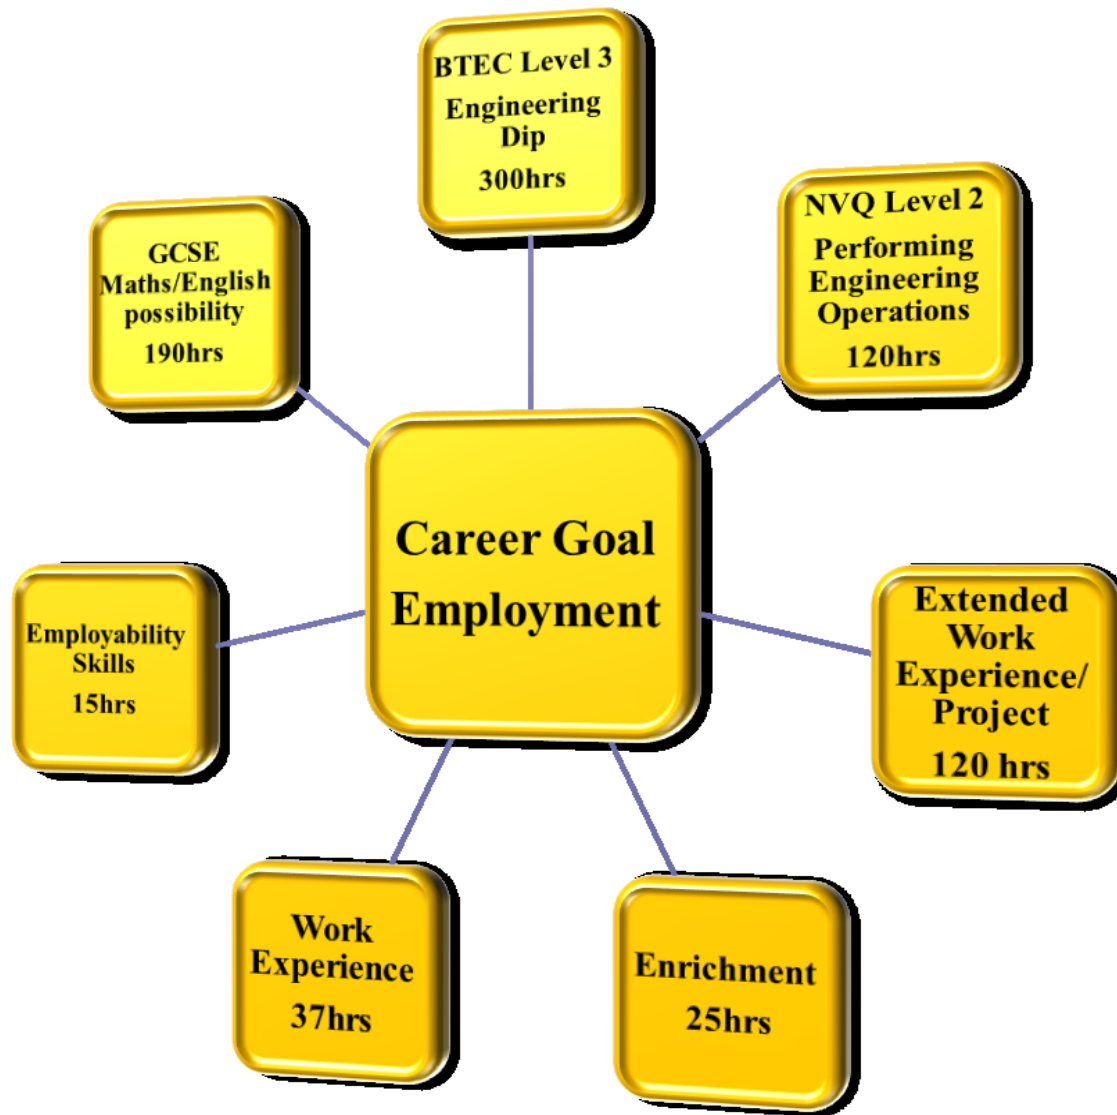 BTEC Level 3
Engineering
Dip
300hrs
NVQ Level 2
Performing
Engineering
Operations
120hrs
GCSE
Maths/English
possibility
190hrs
Career Goal
Employment
Extended
Work
Experience/
Project
120 hrs
Employability
Skills
15hrs
Work
Experience
37hrs
Enrichment
25hrs